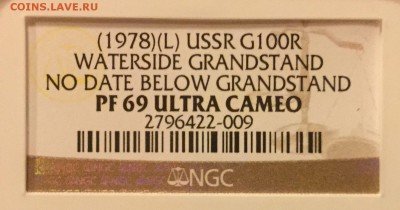 COINS.LAVE.RU
(1978)(L) USSR G100R
WATERSIDE GRANDSTAND
NO DATE BELOW GRANDSTAND
PF 69 ULTRA CAMEO
2796422-009
NGC